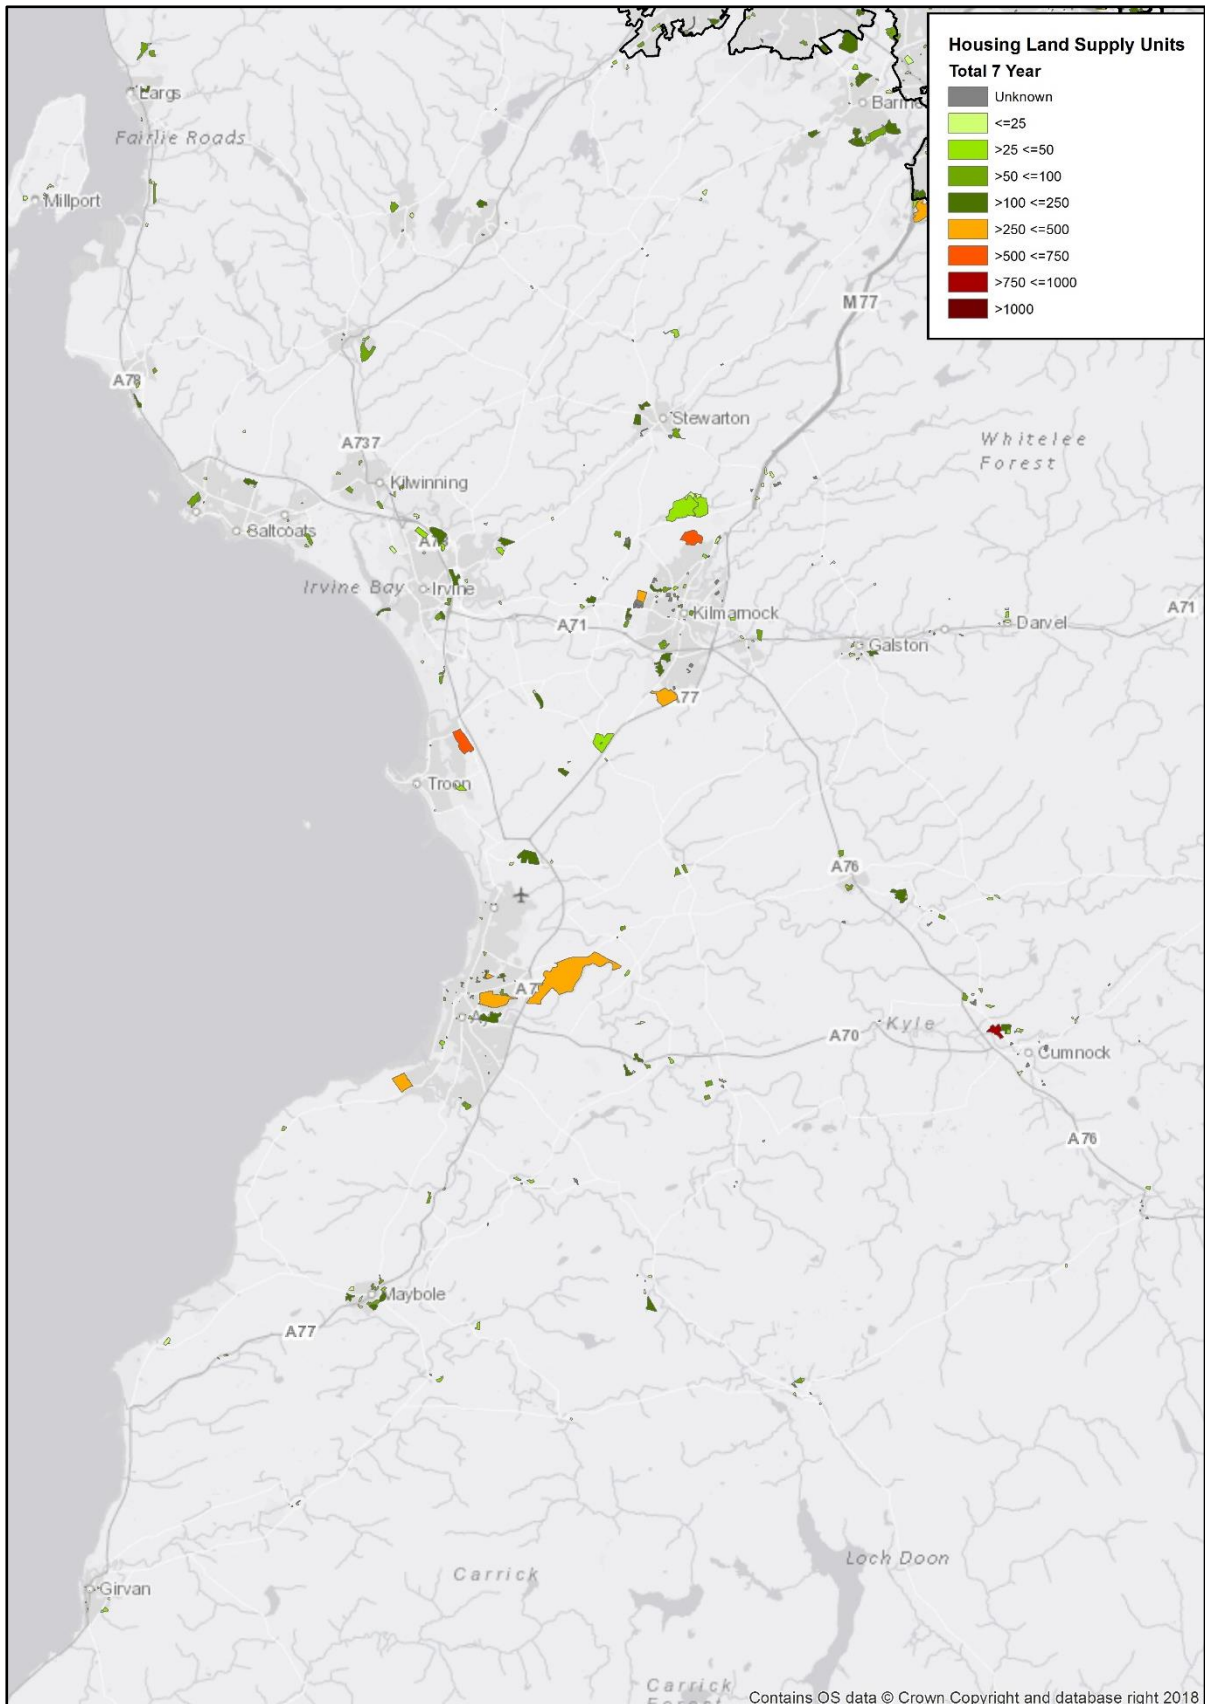 Housing Land Supply Units
Total 7 Year
Unknown
<=25
>25 <=50
>50 <=100
>100 <=250
>250 <=500
>500 <=750
>750 <=1000
>1000
Largs
Fairlie Roads
Millport
M77
A78
Stewarton
A737
Whitelee
Forest
Kilwinning
Saltcoats
Irvine Bay
Irvine
Kilmarnock
A71
A71
Darvel
Galston
A77
Troon
A76
Kyle
A70
Cumnock
A76
Maybole
A77
Loch Doon
Carrick
Girvan
Carrick
Forest
Contains OS data © Crown Copyright and database right 2018